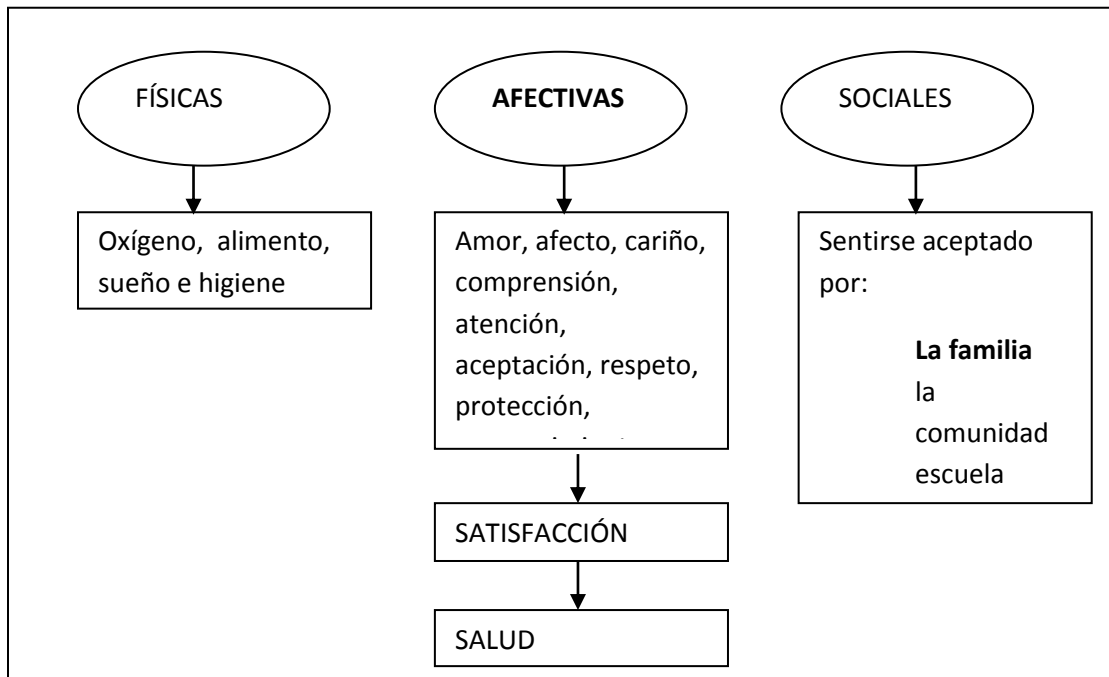 FÍSICAS
AFECTIVAS
SOCIALES
Oxígeno, alimento,
sueño e higiene
Amor, afecto, cariño,
comprensión,
atención,
aceptación, respeto,
protección,
Sentirse aceptado
por:
La familia
la
comunidad
escuela
SATISFACCIÓN
SALUD